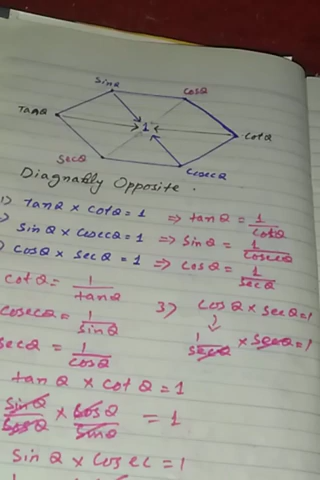 sinθ
cosθ
Tanθ
1
Cotθ
secθ
Cosecθ
Diagnally Opposite.
1) tanθ × cotθ = 1 ⇒ tanθ = 1/cotθ
sinθ × cosecθ = 1 ⇒ sinθ = 1/cosecθ
cosθ × secθ = 1 ⇒ cosθ = 1/secθ
cotθ = 1/tanθ
3) cosθ × secθ = 1
cosecθ = 1/sinθ
1/secθ × secθ = 1
secθ = 1/cosθ
tanθ × cotθ = 1
sinθ/cosθ × cosθ/sinθ = 1
sinθ × cosec = 1